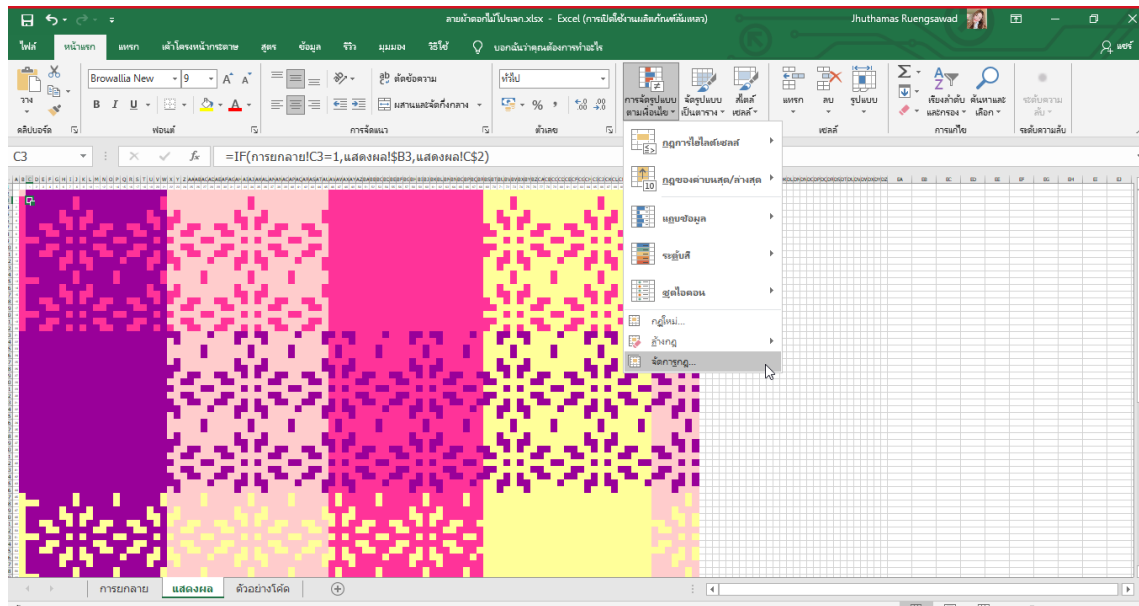 ลายผ้าดอกไม้โปรเจค.xlsx - Excel (การเปิดใช้งานผลิตภัณฑ์ล้มเหลว)
Jhuthamas Ruengsawad
ไฟล์ หน้าแรก แทรก เค้าโครงหน้ากระดาษ สูตร ข้อมูล รีวิว มุมมอง วิธีใช้ บอกฉันว่าคุณต้องการทำอะไร แชร์
วาง
Browallia New 9
B I U
ตัดข้อความ
ผสานและจัดกึ่งกลาง
ทั่วไป
การจัดรูปแบบตามเงื่อนไข
จัดรูปแบบเป็นตาราง
สไตล์เซลล์
แทรก ลบ รูปแบบ
เรียงลำดับและกรอง
ค้นหาและเลือก
ระดับความลับ
คลิปบอร์ด ฟอนต์ การจัดแนว ตัวเลข เซลล์ การแก้ไข ระดับความลับ
C3 fx =IF(การยกลาย!C3=1,แสดงผล!$B3,แสดงผล!C$2)
กฎการไฮไลต์เซลล์
กฎของค่าบนสุด/ล่างสุด
แถบข้อมูล
ระดับสี
ชุดไอคอน
กฎใหม่...
ล้างกฎ
จัดการกฎ...
การยกลาย แสดงผล ตัวอย่างโค้ด